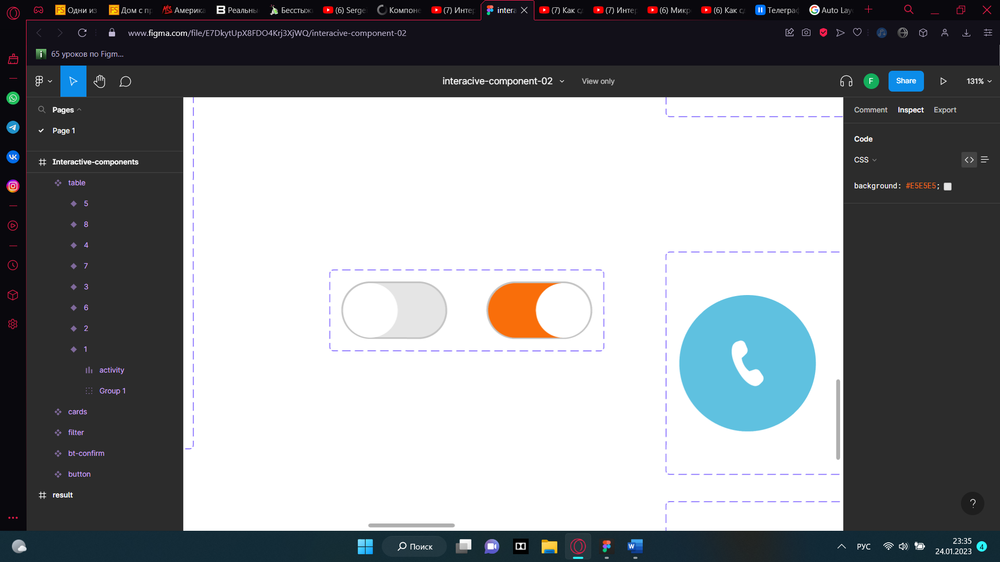 Одни из
Дом с пр
Америка
Реальны
Бесстыж
(6) Serge
Компоне
(7) Интер
intera
(7) Как сд
(7) Интер
(6) Микр
(6) Как сд
Телеграф
Auto Lay
www.figma.com/file/E7DkytUpX8FDO4Krj3XjWQ/interacive-component-02
65 уроков по Figm...
interacive-component-02
View only
F
Share
131%
Pages
Page 1
Interactive-components
table
5
8
4
7
3
6
2
1
activity
Group 1
cards
filter
bt-confirm
button
result
Comment Inspect Export
Code
CSS
background: #E5E5E5;
?
Поиск
РУС
23:35
24.01.2023
4